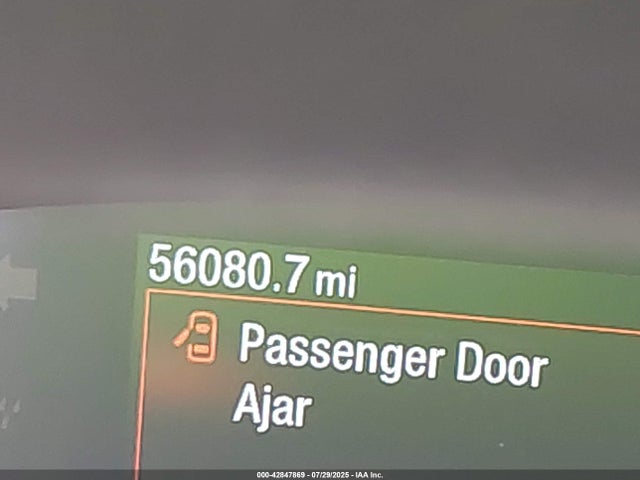 56080.7 mi
Passenger Door
Ajar
000-42847869 - 07/29/2025 - IAA Inc.